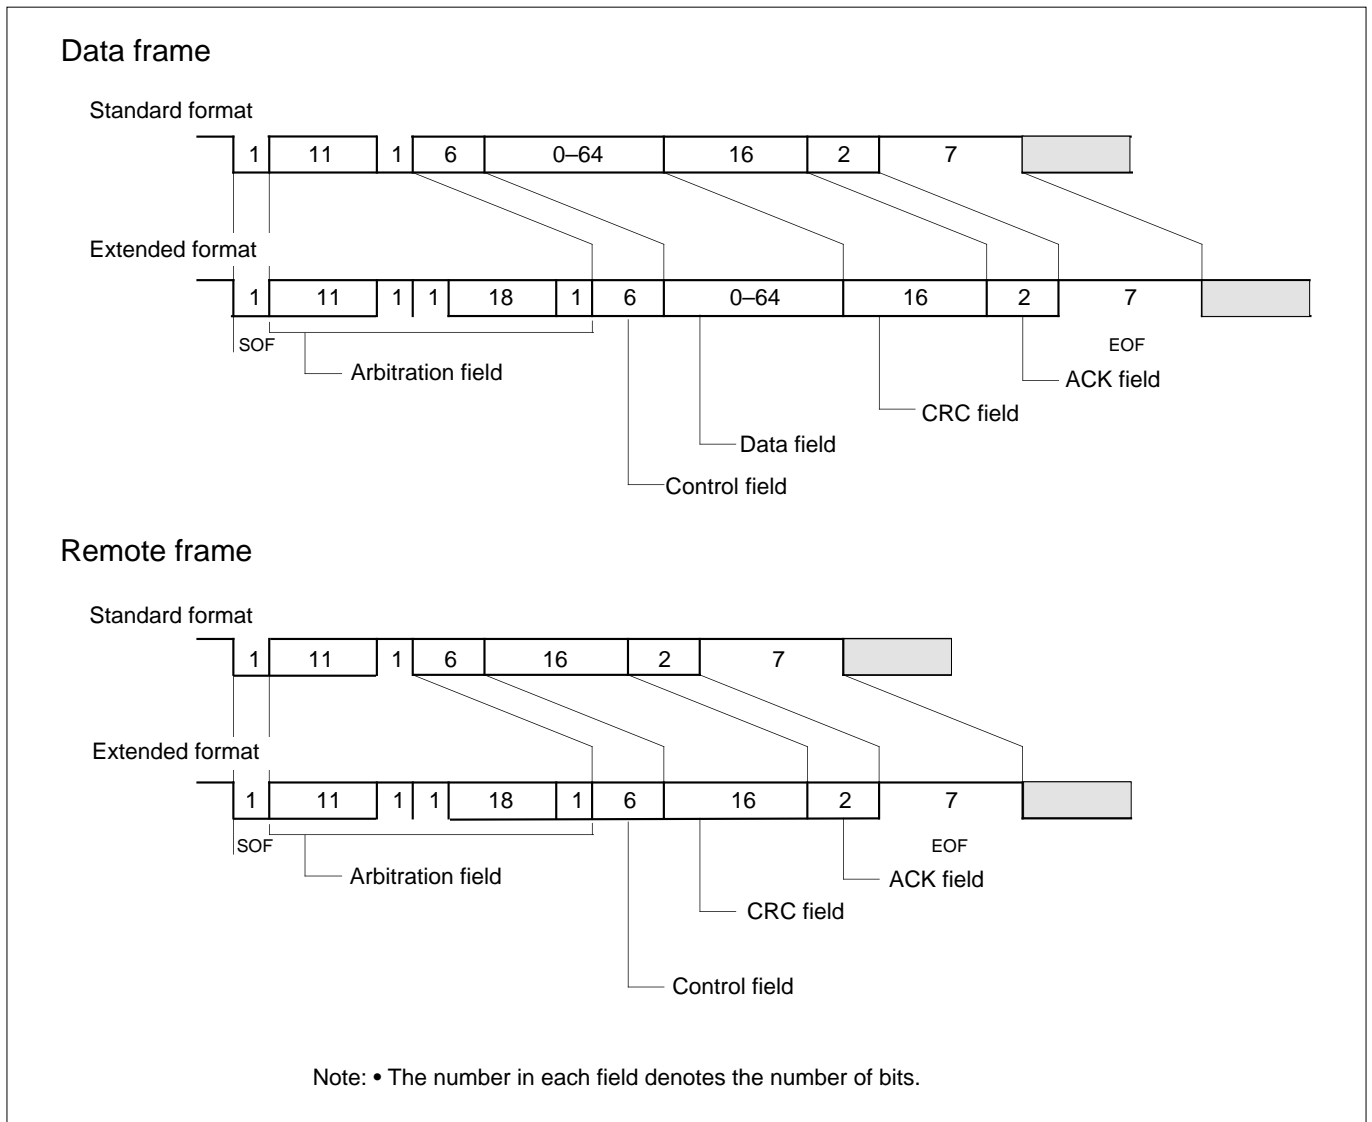 Data frame
Standard format
1 11 1 6 0–64 16 2 7
Extended format
1 11 1 1 18 1 6 0–64 16 2 7
SOF EOF
Arbitration field ACK field
CRC field
Data field
Control field
Remote frame
Standard format
1 11 1 6 16 2 7
Extended format
1 11 1 1 18 1 6 16 2 7
SOF EOF
Arbitration field ACK field
CRC field
Control field
Note: • The number in each field denotes the number of bits.